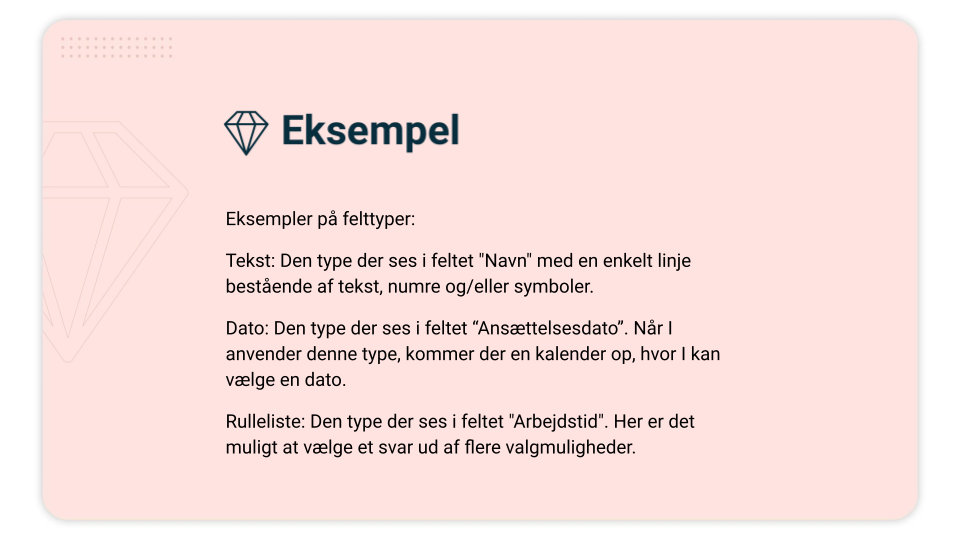 Eksempel
Eksempler på felttyper:
Tekst: Den type der ses i feltet "Navn" med en enkelt linje
bestående af tekst, numre og/eller symboler.
Dato: Den type der ses i feltet “Ansættelsesdato”. Når I
anvender denne type, kommer der en kalender op, hvor I kan
vælge en dato.
Rulleliste: Den type der ses i feltet "Arbejdstid". Her er det
muligt at vælge et svar ud af flere valgmuligheder.